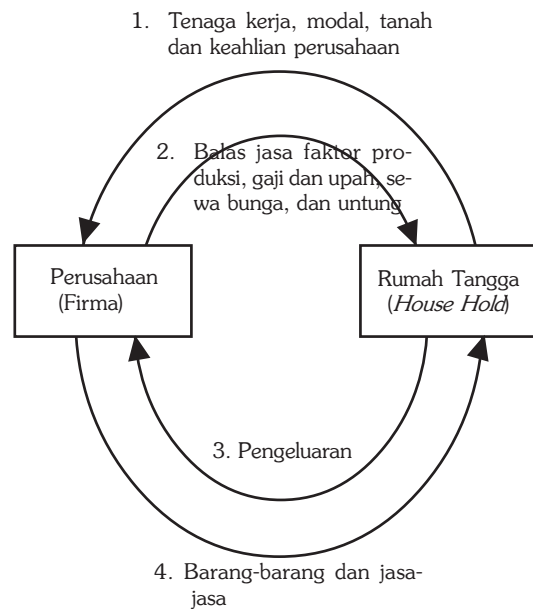 1. Tenaga kerja, modal, tanah
dan keahlian perusahaan
2. Balas jasa faktor pro-
duksi, gaji dan upah, se-
wa bunga, dan untung
Perusahaan
(Firma)
Rumah Tangga
(House Hold)
3. Pengeluaran
4. Barang-barang dan jasa-
jasa